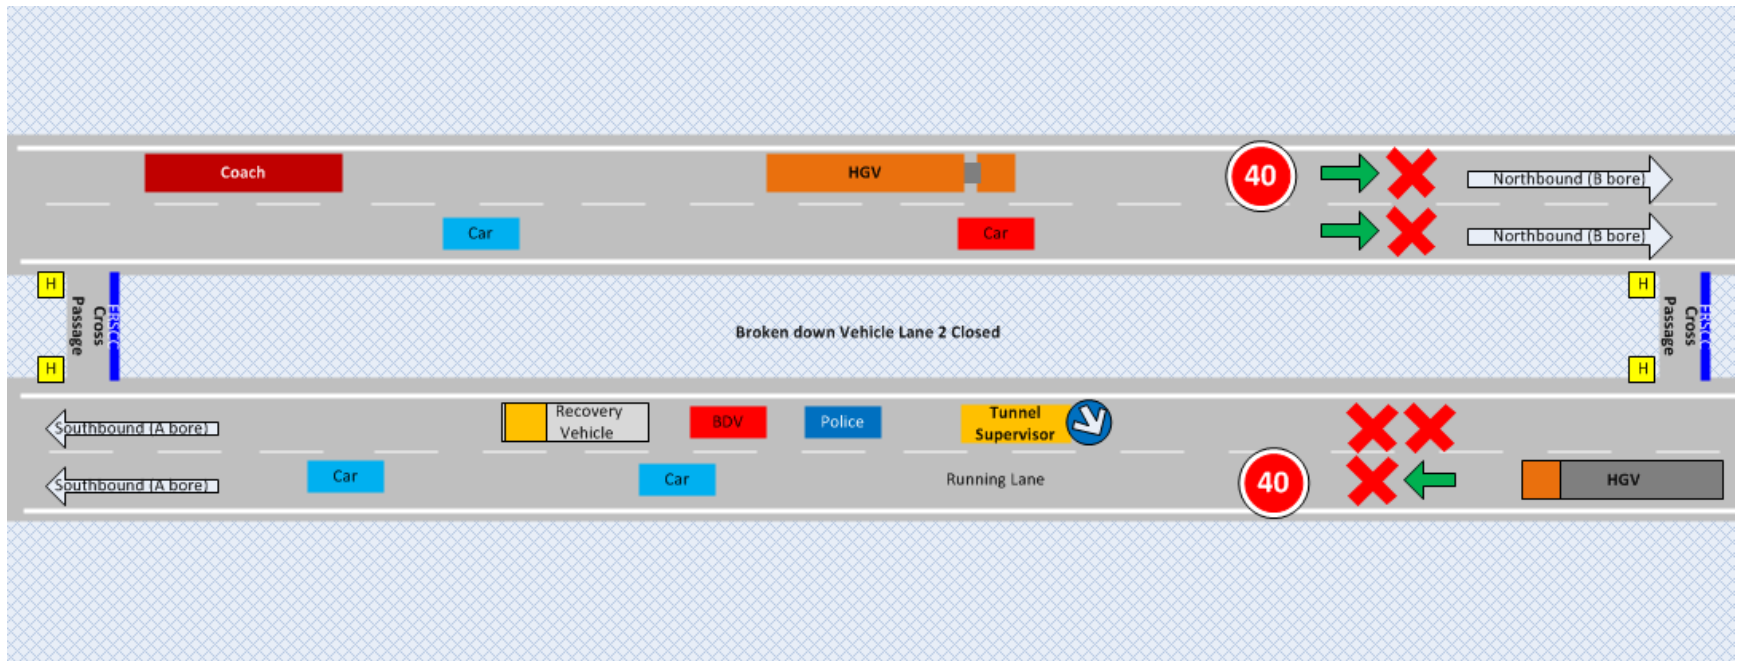 Coach
HGV
40
Northbound (B bore)
Car
Car
Northbound (B bore)
H
H
Cross
Passage
ERSCC
Cross
Passage
Broken down Vehicle Lane 2 Closed
H
H
Southbound (A bore)
Recovery
Vehicle
BDV
Police
Tunnel
Supervisor
Southbound (A bore)
Car
Car
Running Lane
40
HGV